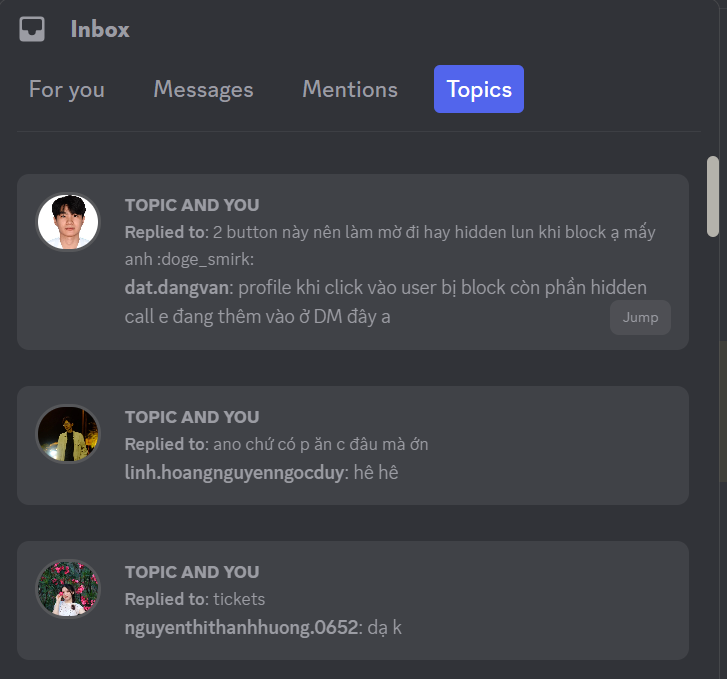 Inbox
For you
Messages
Mentions
Topics
TOPIC AND YOU
Replied to: 2 button này nên làm mờ đi hay hidden lun khi block ạ mấy
anh :doge_smirk:
dat.dangvan: profile khi click vào user bị block còn phần hidden
call e đang thêm vào ở DM đây a
Jump
TOPIC AND YOU
Replied to: ano chứ có p ăn c đâu mà ớn
linh.hoangnguyenngocduy: hê hê
TOPIC AND YOU
Replied to: tickets
nguyenthithanhhuong.0652: dạ k